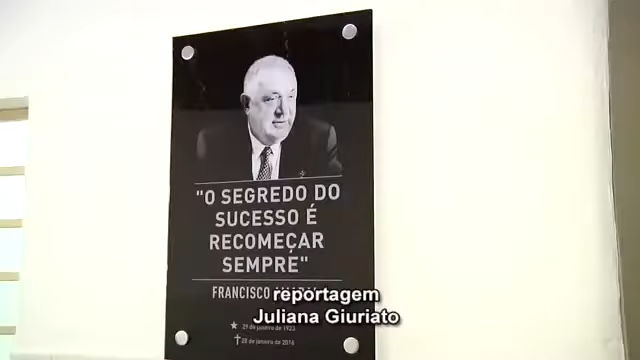 "O SEGREDO DO
SUCESSO É
RECOMEÇAR
SEMPRE"
FRANCISCO
29 de janeiro de 1923
28 de janeiro de 2016
reportagem
Juliana Giuriato